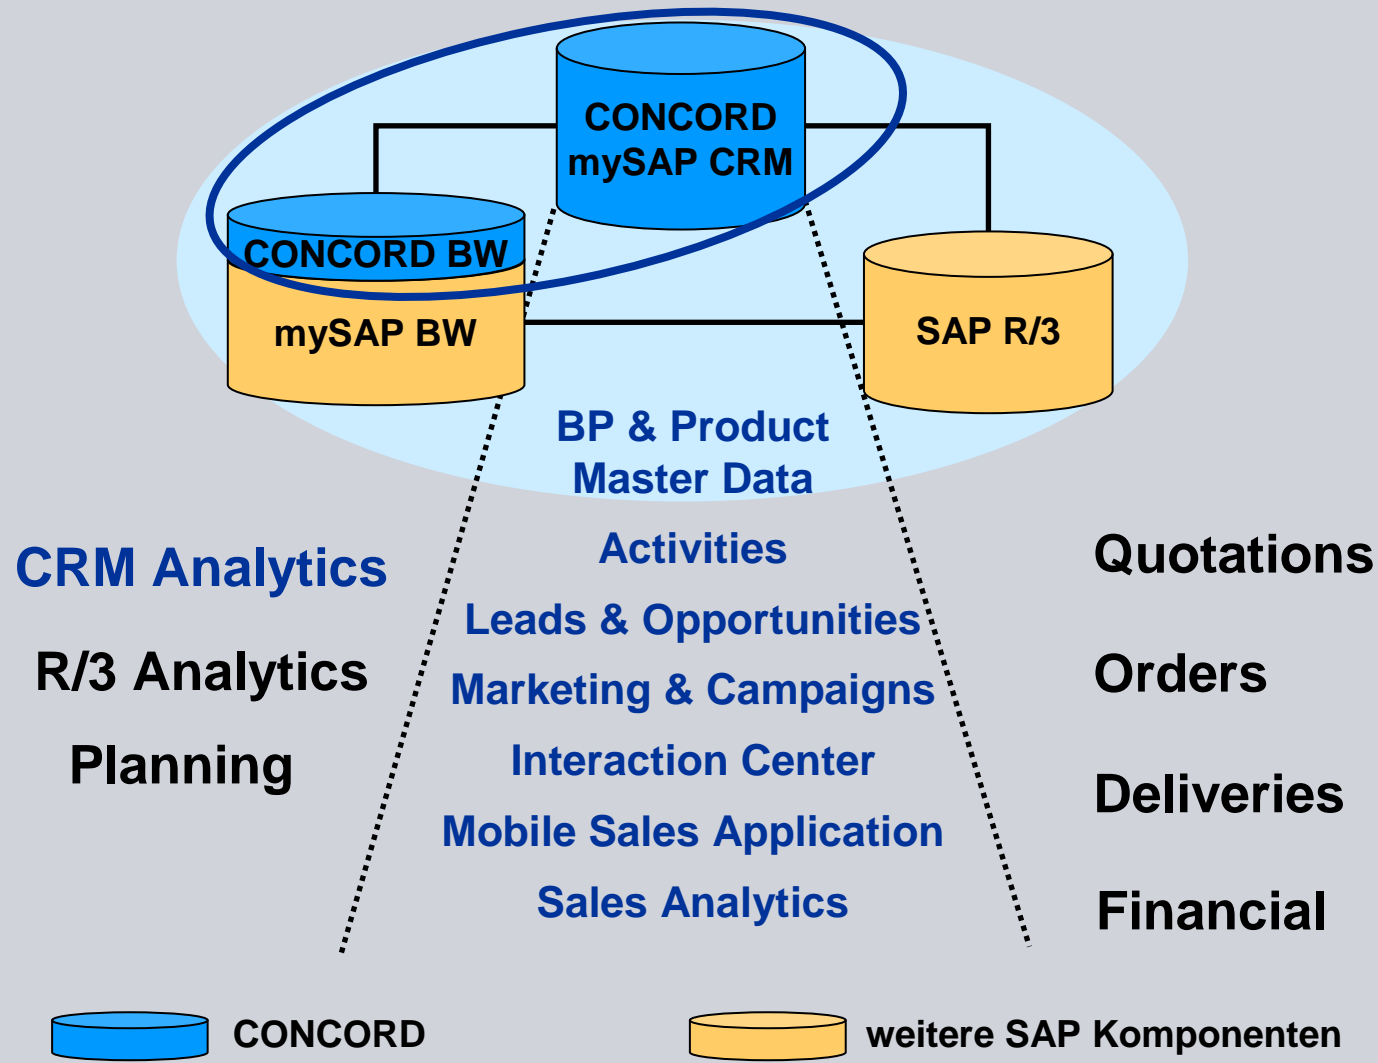 CONCORD
mySAP CRM
CONCORD BW
mySAP BW
SAP R/3
BP & Product
Master Data
Activities
Leads & Opportunities
Marketing & Campaigns
Interaction Center
Mobile Sales Application
Sales Analytics
CRM Analytics
R/3 Analytics
Planning
Quotations
Orders
Deliveries
Financial
CONCORD
weitere SAP Komponenten